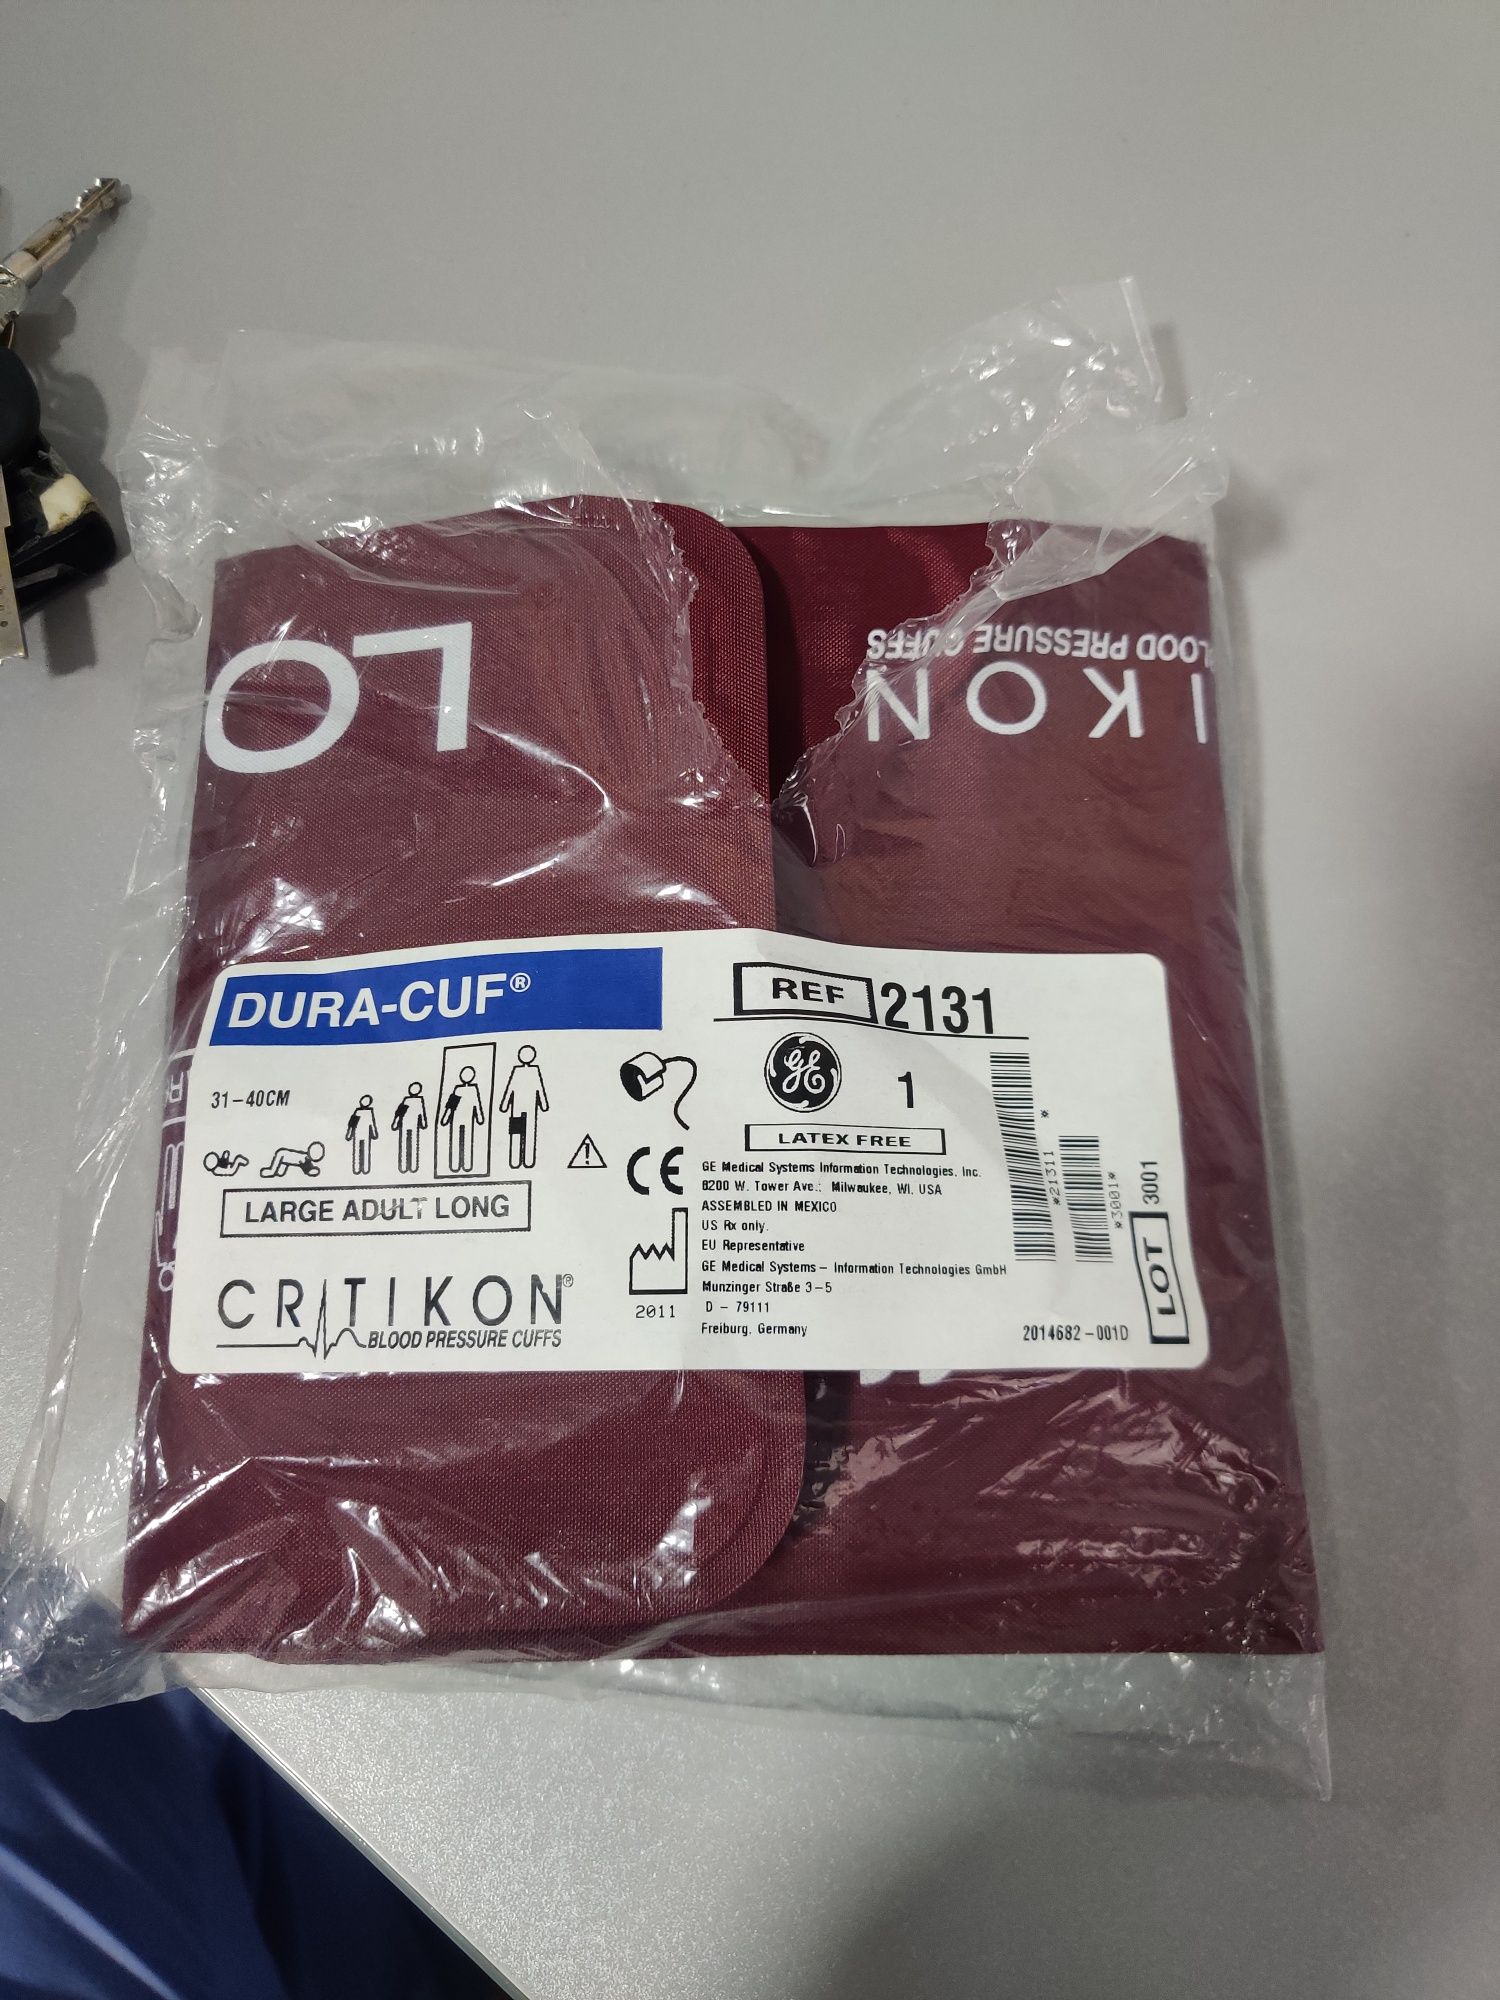 LO
LOOD PRESSURE CUFFS
IKON
DURA-CUF®
REF 2131
31-40CM
GE
1
LATEX FREE
LARGE ADULT LONG
CRITIKON®
BLOOD PRESSURE CUFFS
CE
2011
GE Medical Systems Information Technologies, Inc.
8200 W. Tower Ave.; Milwaukee, WI, USA
ASSEMBLED IN MEXICO
US Rx only.
EU Representative
GE Medical Systems - Information Technologies GmbH
Munzinger Straße 3-5
D - 79111
Freiburg, Germany
*3001*
2014682-001D
LOT 3001